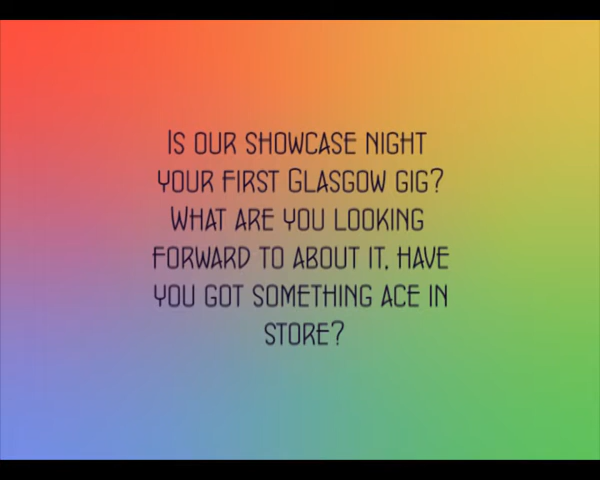 Is our showcase night
your first Glasgow gig?
What are you looking
forward to about it, have
you got something ace in
store?